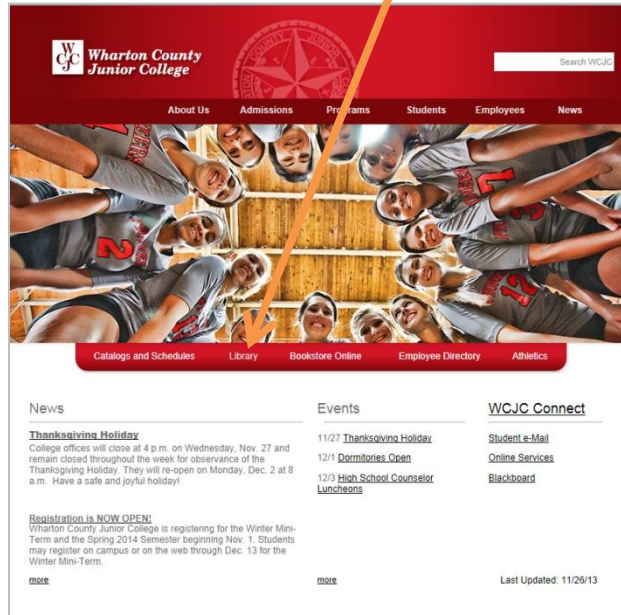 WCJC
Wharton County
Junior College
Search WCJC
About Us Admissions Programs Students Employees News
Catalogs and Schedules Library Bookstore Online Employee Directory Athletics
News
Thanksgiving Holiday
College offices will close at 4 p.m. on Wednesday, Nov. 27 and
remain closed throughout the week for observance of the
Thanksgiving Holiday. They will re-open on Monday, Dec. 2 at 8
a.m. Have a safe and joyful holiday!
Registration is NOW OPEN!
Wharton County Junior College is registering for the Winter Mini-
Term and the Spring 2014 Semester beginning Nov. 1. Students
may register on campus or on the web through Dec. 13 for the
Winter Mini-Term.
more
Events
11/27 Thanksgiving Holiday
12/1 Dormitories Open
12/3 High School Counselor
Luncheons
more
WCJC Connect
Student e-Mail
Online Services
Blackboard
Last Updated: 11/26/13